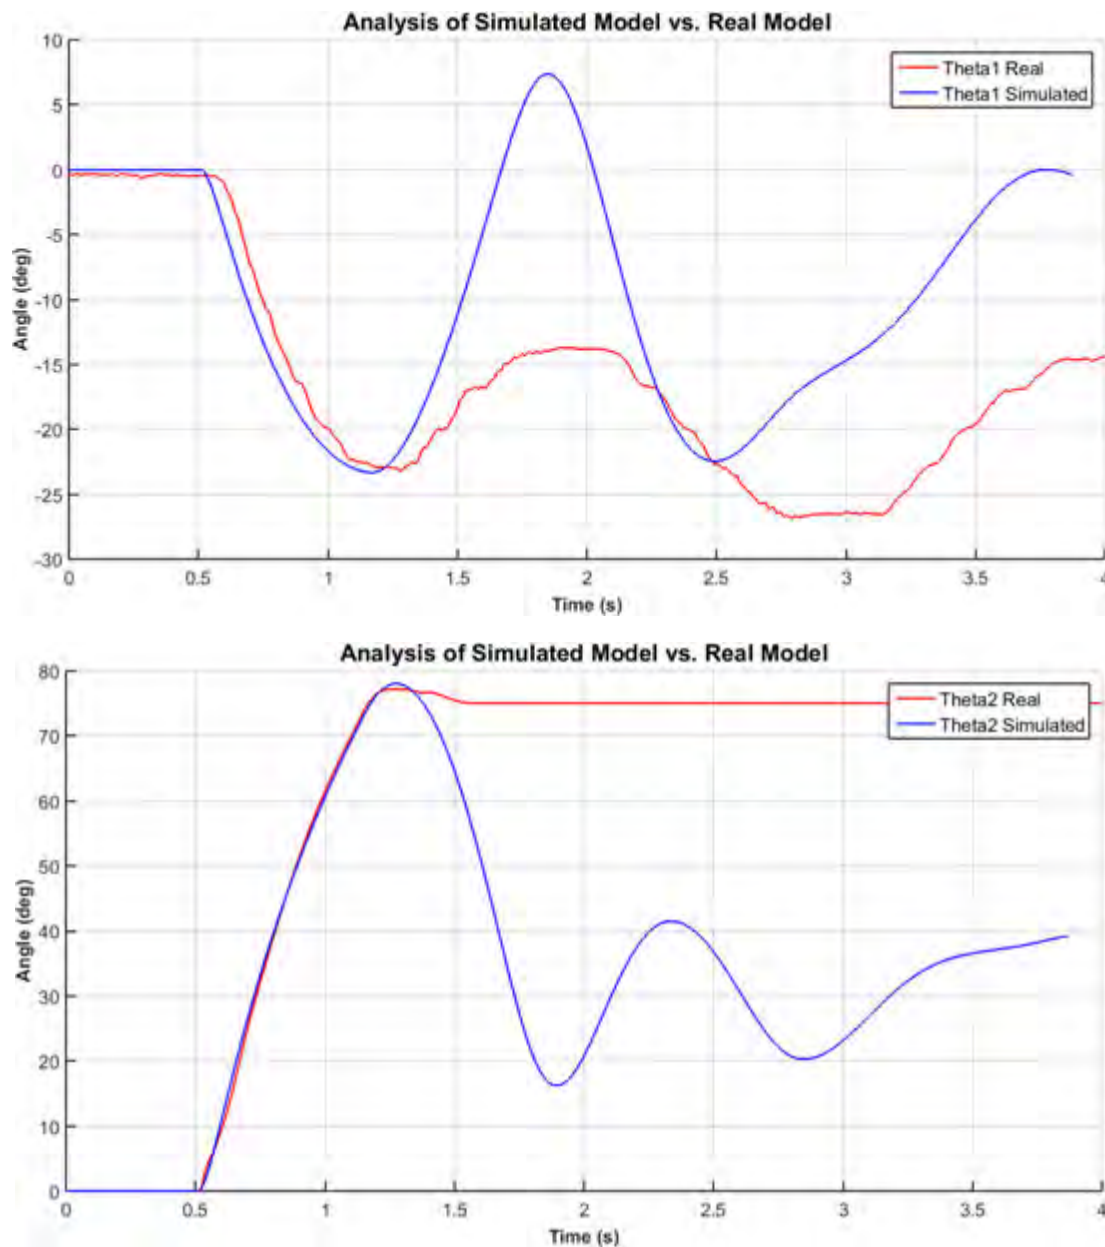 Analysis of Simulated Model vs. Real Model
10
5
0
-5
-10
-15
-20
-25
-30
Angle (deg)
Theta1 Real
Theta1 Simulated
0 0.5 1 1.5 2 2.5 3 3.5 4
Time (s)
Analysis of Simulated Model vs. Real Model
80
70
60
50
40
30
20
10
0
Angle (deg)
Theta2 Real
Theta2 Simulated
0 0.5 1 1.5 2 2.5 3 3.5 4
Time (s)